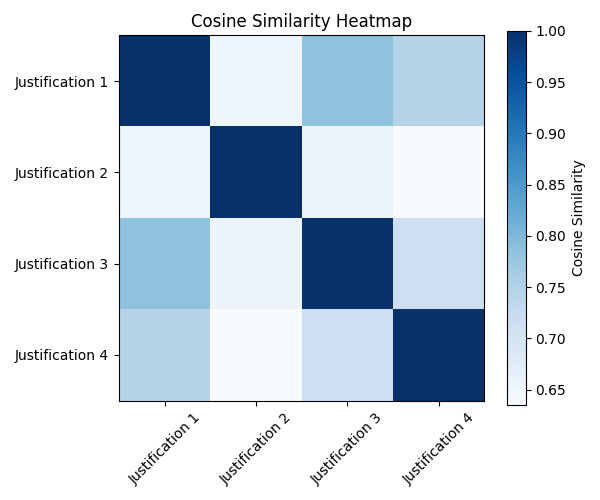 Cosine Similarity Heatmap
Justification 1
Justification 2
Justification 3
Justification 4
Justification 1
Justification 2
Justification 3
Justification 4
1.00
0.95
0.90
0.85
0.80
0.75
0.70
0.65
Cosine Similarity